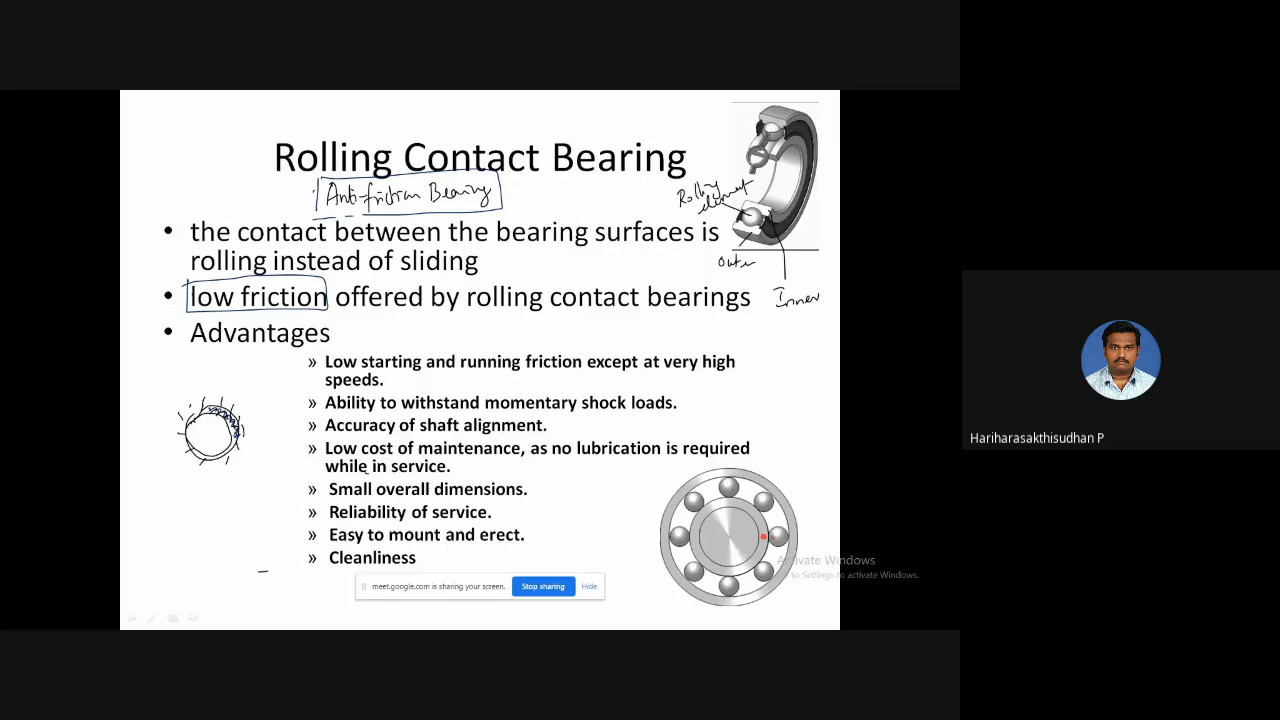 Rolling Contact Bearing
Anti-friction Bearing
Rolling
element
• the contact between the bearing surfaces is
rolling instead of sliding
outer
• low friction offered by rolling contact bearings
Inner
• Advantages
» Low starting and running friction except at very high
speeds.
» Ability to withstand momentary shock loads.
» Accuracy of shaft alignment.
» Low cost of maintenance, as no lubrication is required
while in service.
» Small overall dimensions.
» Reliability of service.
» Easy to mount and erect.
» Cleanliness
Activate Windows
Go to Settings to activate Windows.
meet.google.com is sharing your screen.
Stop sharing
Hide
Hariharasakthisudhan P